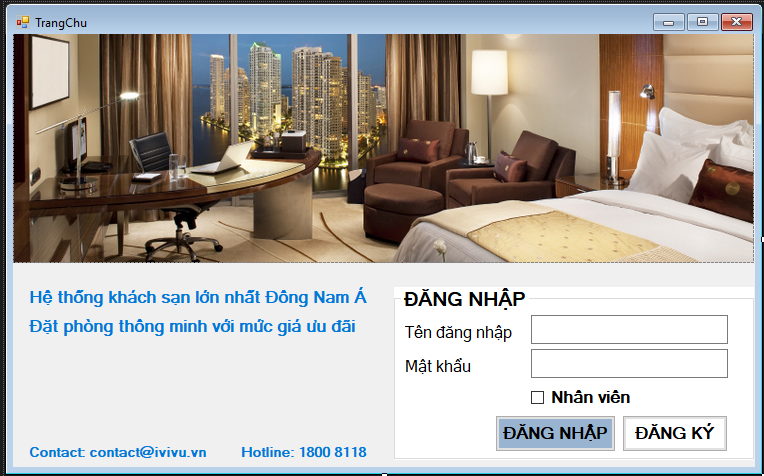 TrangChu
Hệ thống khách sạn lớn nhất Đông Nam Á
Đặt phòng thông minh với mức giá ưu đãi
Contact: contact@ivivu.vn Hotline: 1800 8118
ĐĂNG NHẬP
Tên đăng nhập
Mật khẩu
Nhân viên
ĐĂNG NHẬP ĐĂNG KÝ